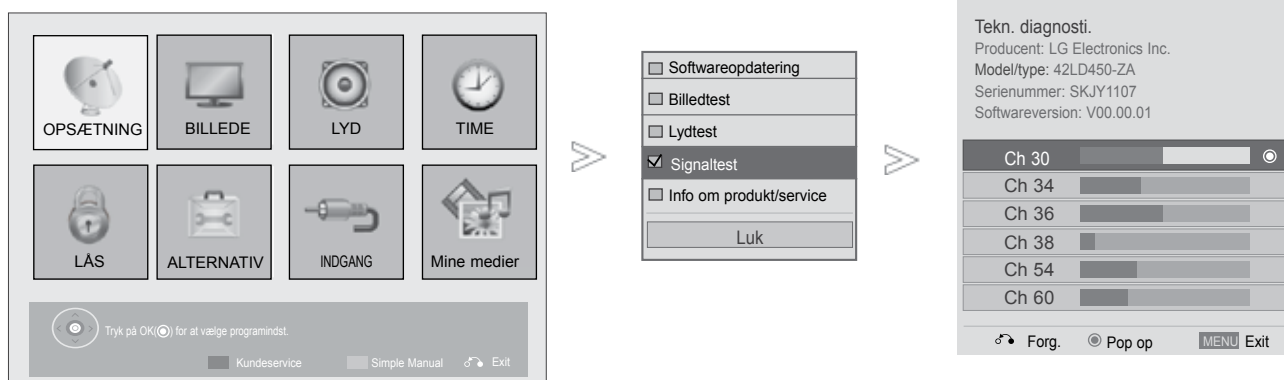 OPSÆTNING
BILLEDE
LYD
TIME
LÅS
ALTERNATIV
INDGANG
Mine medier
Tryk på OK(◉) for at vælge programindst.
Kundeservice
Simple Manual
Exit
Softwareopdatering
Billedtest
Lydtest
Signaltest
Info om produkt/service
Luk
Tekn. diagnosti.
Producent: LG Electronics Inc.
Model/type: 42LD450-ZA
Serienummer: SKJY1107
Softwareversion: V00.00.01
Ch 30
Ch 34
Ch 36
Ch 38
Ch 54
Ch 60
Forg.
Pop op
MENU Exit